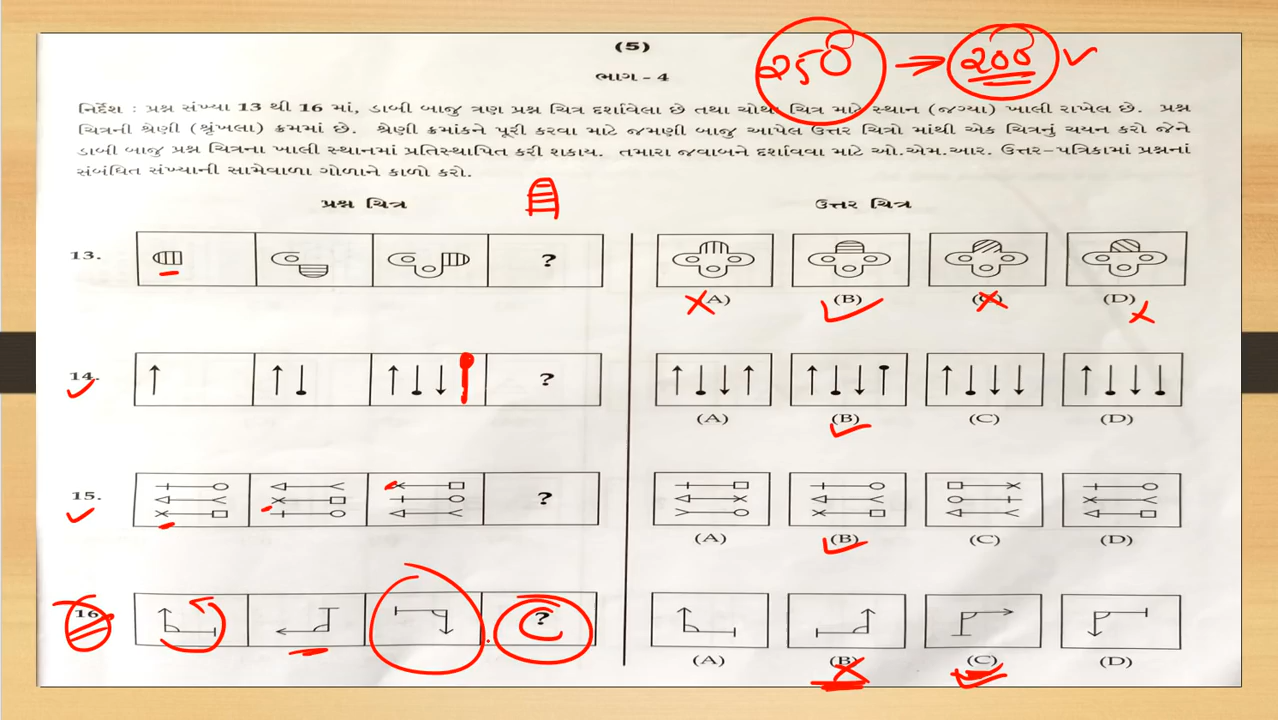 (5)
250 → 200 ✓
ભાગ - 4
નિર્દેશ : પ્રશ્ન સંખ્યા 13 થી 16 માં, ડાબી બાજુ ત્રણ પ્રશ્ન ચિત્ર દર્શાવેલા છે તથા ચોથા ચિત્ર માટે સ્થાન (જગ્યા) ખાલી રાખેલ છે. પ્રશ્ન
ચિત્રની શ્રેણી (શૃંખલા) ક્રમમાં છે. શ્રેણી ક્રમાંકને પૂરી કરવા માટે જમણી બાજુ આપેલ ઉત્તર ચિત્રો માંથી એક ચિત્રનું ચયન કરો જેને
ડાબી બાજુ પ્રશ્ન ચિત્રના ખાલી સ્થાનમાં પ્રતિસ્થાપિત કરી શકાય. તમારા જવાબને દર્શાવવા માટે ઓ.એમ.આર. ઉત્તર-પત્રિકામાં પ્રશ્નનાં
સંબંધિત સંખ્યાની સામેવાળા ગોળાને કાળો કરો.
પ્રશ્ન ચિત્ર ઉત્તર ચિત્ર
13. ?
(A) (B) (C) (D)
14. ?
(A) (B) (C) (D)
15. ?
(A) (B) (C) (D)
16. ?
(A) (B) (C) (D)